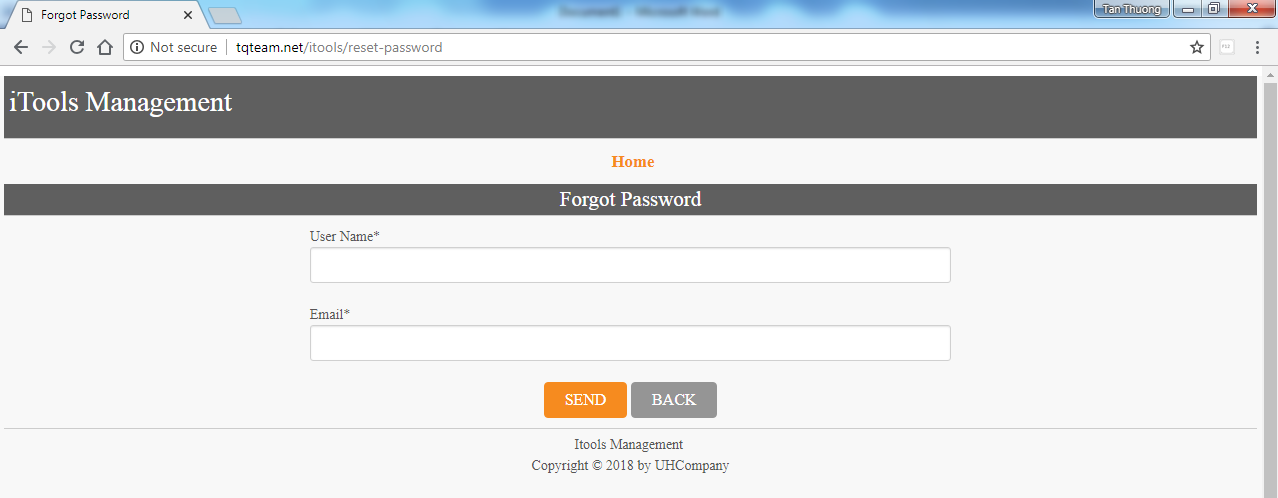 Forgot Password
Tan Thuong
Not secure
tqteam.net/itools/reset-password
iTools Management
Home
Forgot Password
User Name*
Email*
SEND BACK
Itools Management
Copyright © 2018 by UHCompany